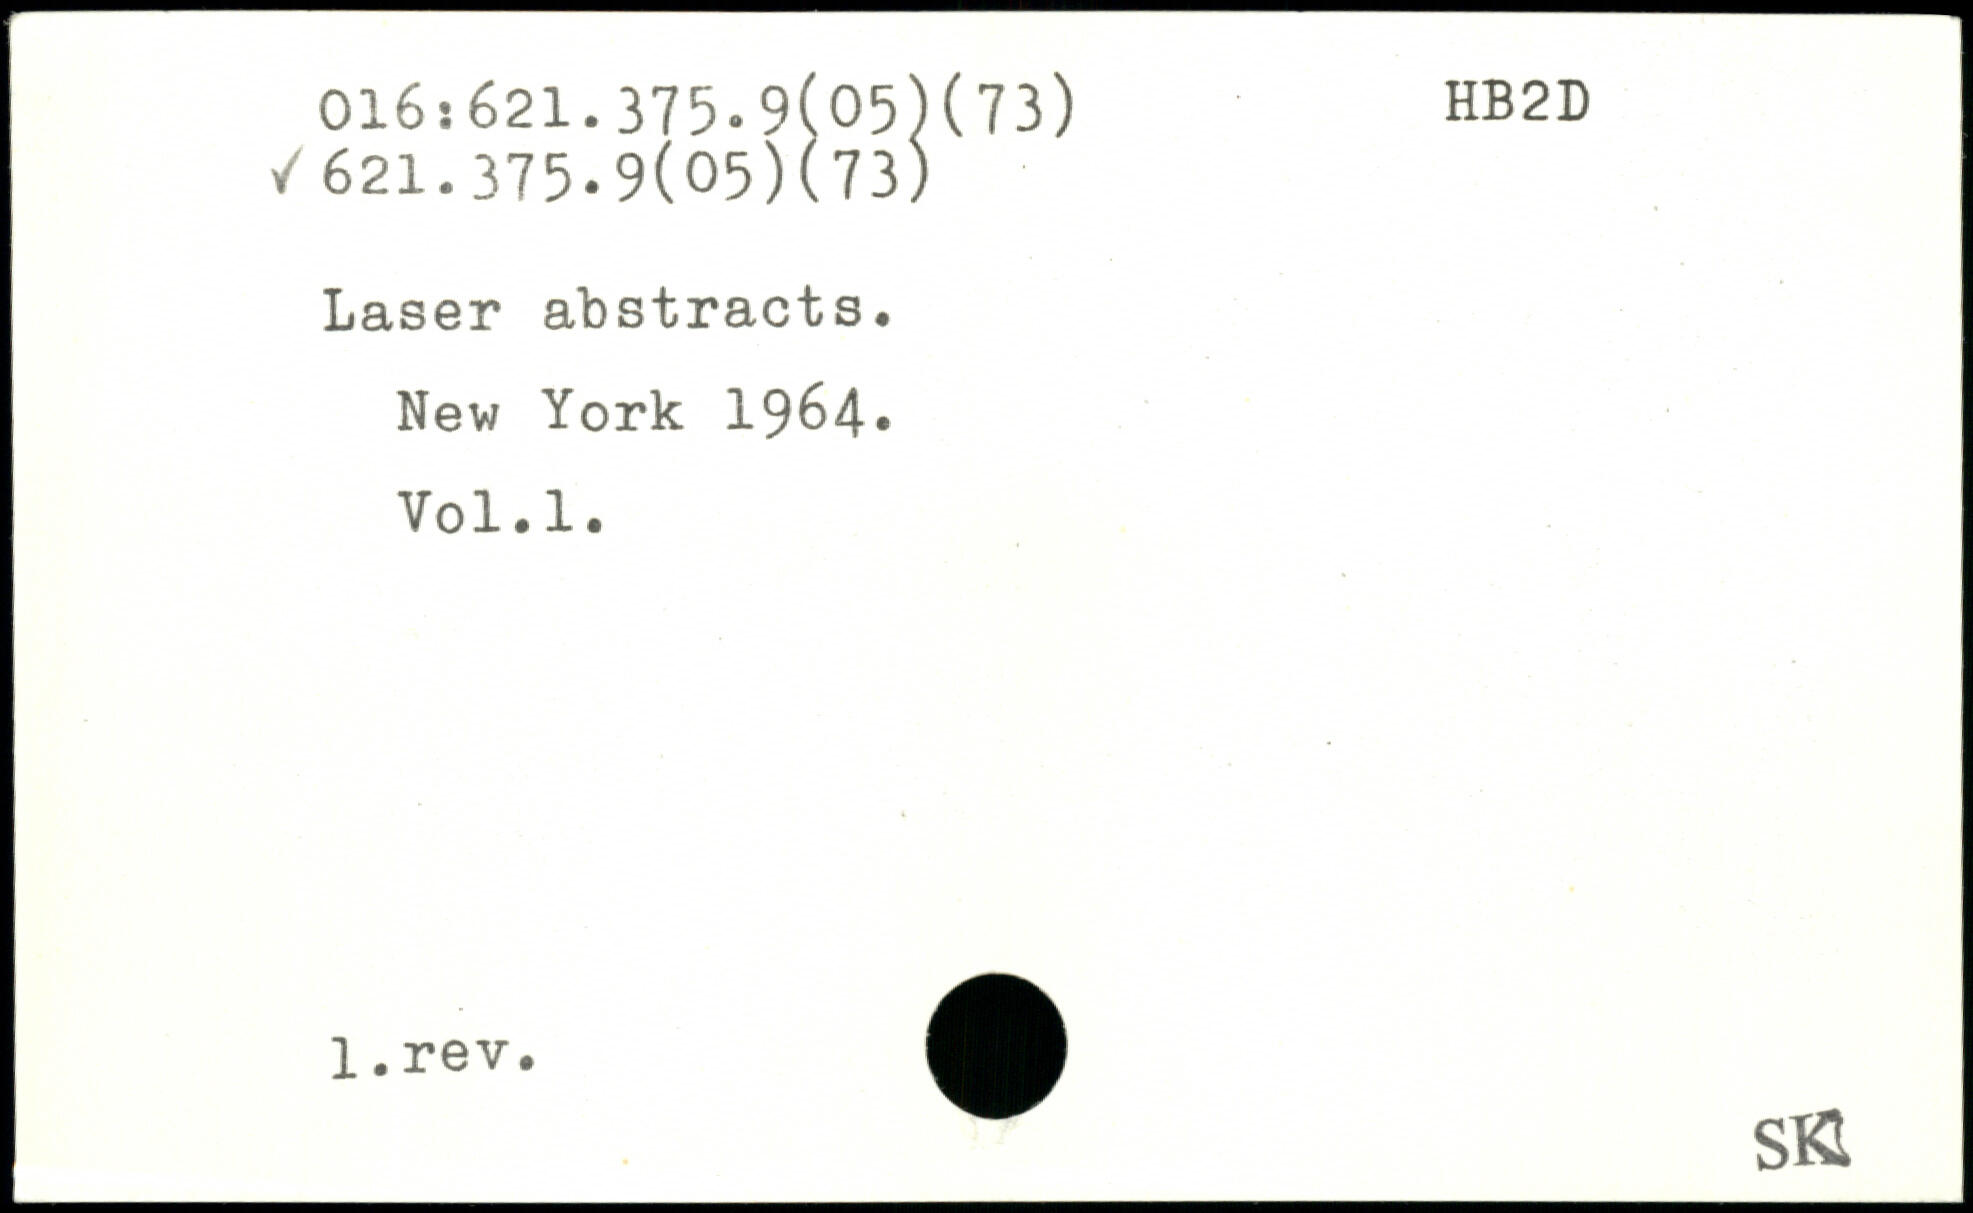 016:621.375.9(05)(73) HB2D
✓ 621.375.9(05)(73)
Laser abstracts.
New York 1964.
Vol.1.
1.rev.
SK